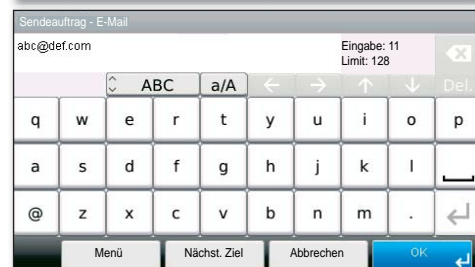 Sendeauftrag - E-Mail
abc@def.com
Eingabe: 11
Limit: 128
ABC a/A Del.
q w e r t y u i o p
a s d f g h j k l
@ z x c v b n m .
Menü Nächst. Ziel Abbrechen OK